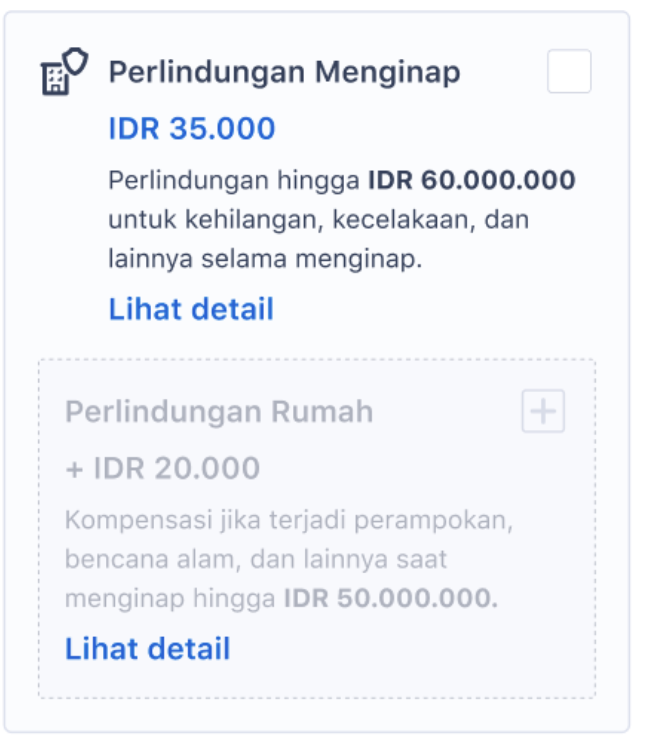 Perlindungan Menginap
IDR 35.000
Perlindungan hingga IDR 60.000.000
untuk kehilangan, kecelakaan, dan
lainnya selama menginap.
Lihat detail
Perlindungan Rumah
+ IDR 20.000
Kompensasi jika terjadi perampokan,
bencana alam, dan lainnya saat
menginap hingga IDR 50.000.000.
Lihat detail